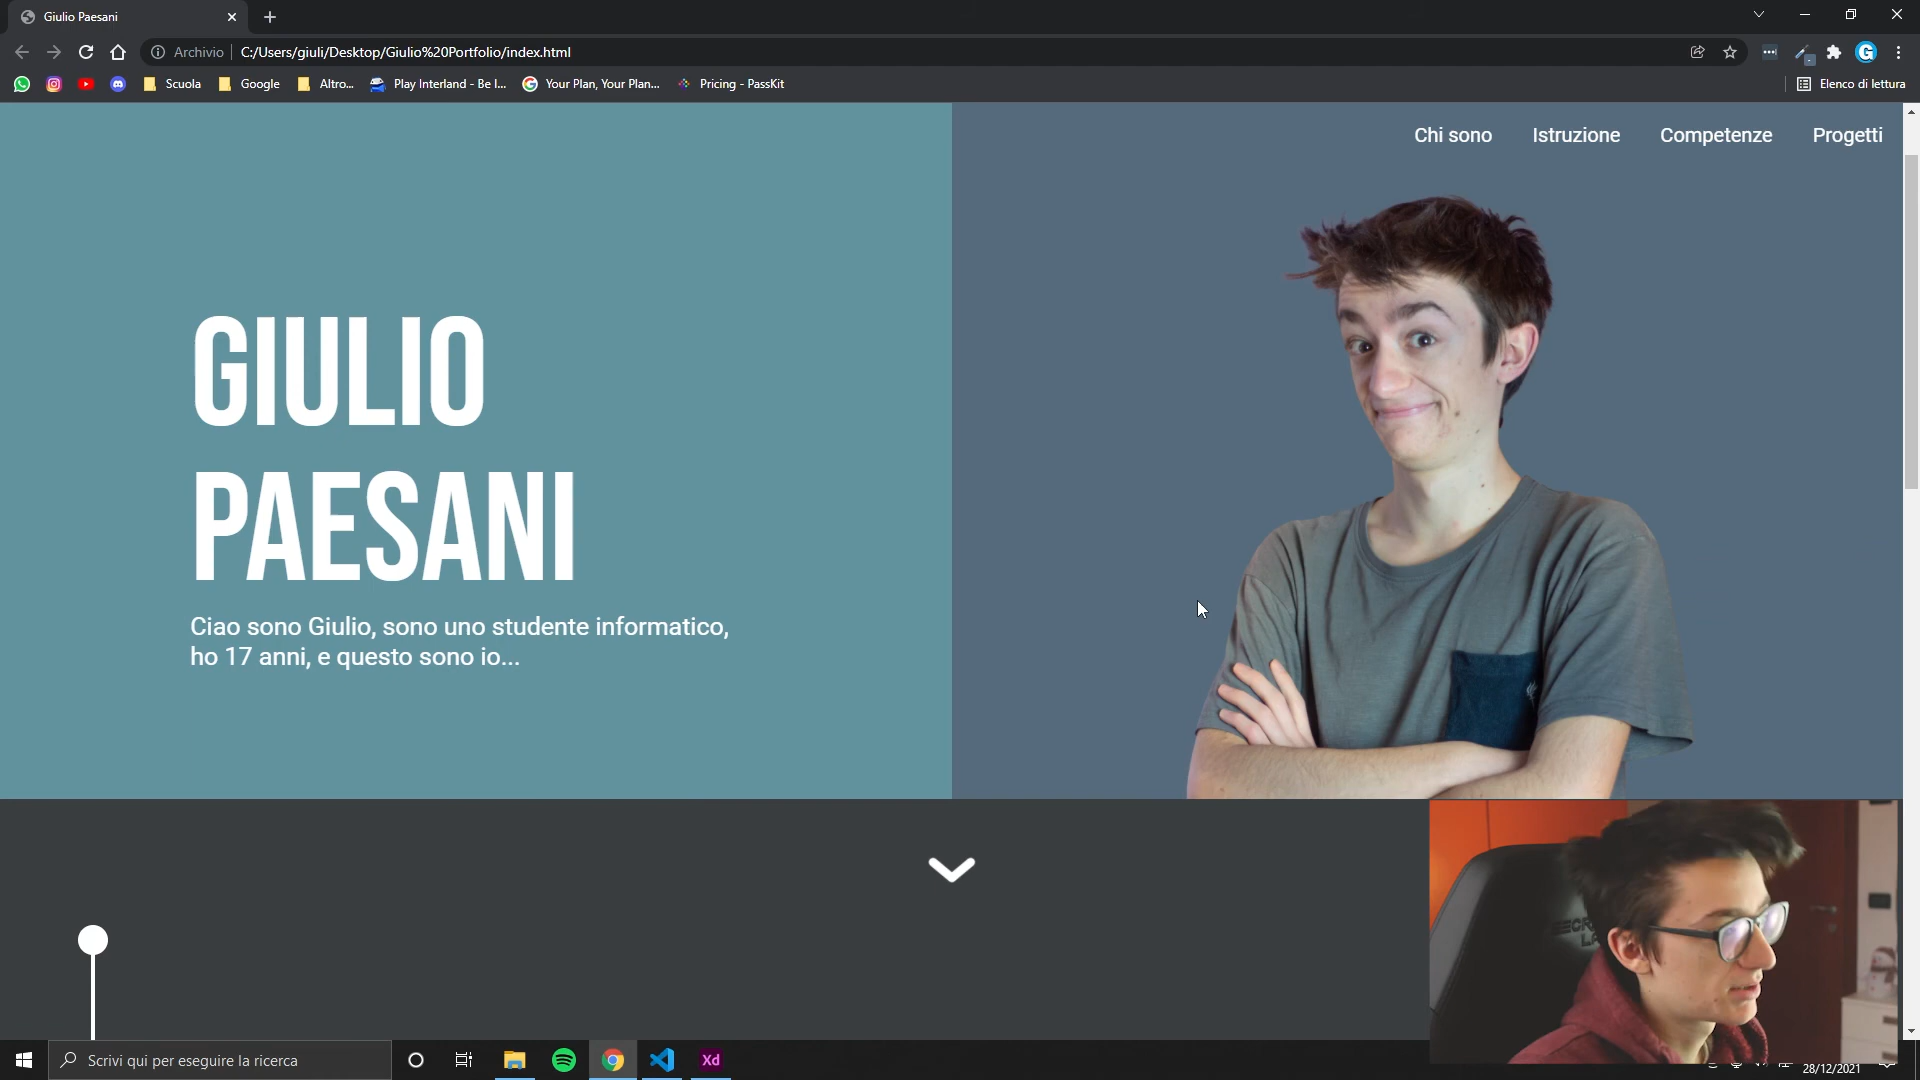 Giulio Paesani
Archivio
C:/Users/giuli/Desktop/Giulio%20Portfolio/index.html
Scuola
Google
Altro...
Play Interland - Be I...
Your Plan, Your Plan...
Pricing - PassKit
Elenco di lettura
Chi sono
Istruzione
Competenze
Progetti
GIULIO
PAESANI
Ciao sono Giulio, sono uno studente informatico,
ho 17 anni, e questo sono io...
Scrivi qui per eseguire la ricerca
Xd
28/12/2021